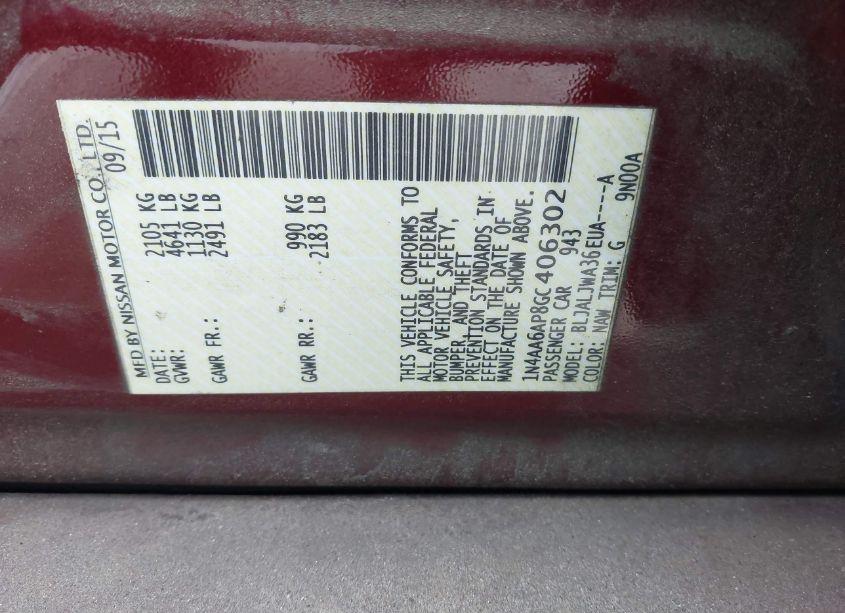 MFD BY NISSAN MOTOR CO., LTD.
DATE: 09/15
GVWR: 2105 KG
4641 LB
GAWR FR.: 1130 KG
2491 LB
GAWR RR.: 990 KG
2183 LB
THIS VEHICLE CONFORMS TO
ALL APPLICABLE FEDERAL
MOTOR VEHICLE SAFETY,
BUMPER, AND THEFT
PREVENTION STANDARDS IN
EFFECT ON THE DATE OF
MANUFACTURE SHOWN ABOVE.
1N4AA6AP8GC406302
PASSENGER CAR 943
MODEL: BLJALJWA36EUA-----A
COLOR: NAW TRIM: G 9N00A